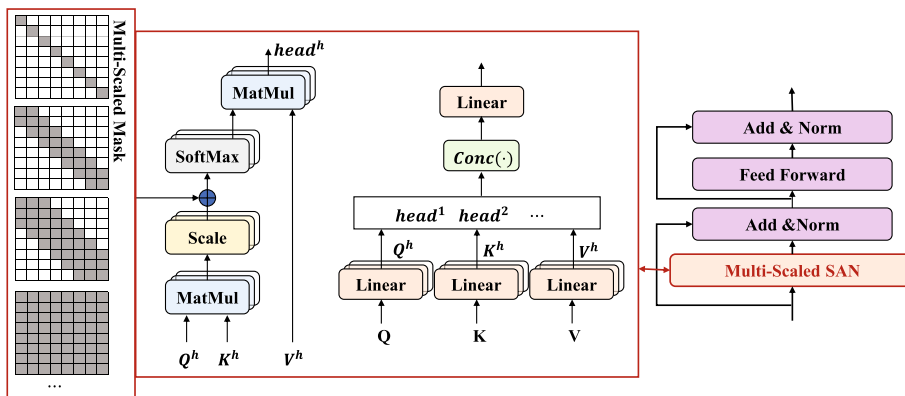 Multi-Scaled Mask
...
head^h
MatMul
SoftMax
Scale
MatMul
Q^h K^h V^h
Linear
Conc(·)
head^1 head^2 ...
Q^h K^h V^h
Linear Linear Linear
Q K V
Add & Norm
Feed Forward
Add &Norm
Multi-Scaled SAN